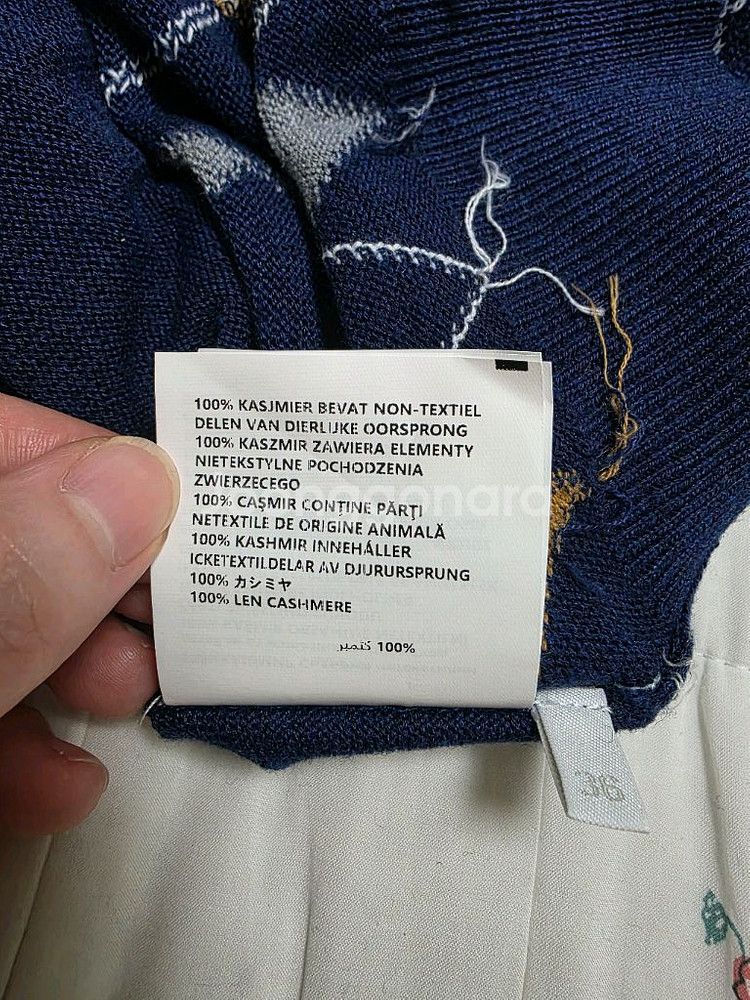 100% KASJMIER BEVAT NON-TEXTIEL
DELEN VAN DIERLIJKE OORSPRONG
100% KASZMIR ZAWIERA ELEMENTY
NIETEKSTYLNE POCHODZENIA
ZWIERZECEGO
100% CAŞMIR CONŢINE PĂRŢI
NETEXTILE DE ORIGINE ANIMALĂ
100% KASHMIR INNEHÅLLER
ICKETEXTILDELAR AV DJURURSPRUNG
100% カシミヤ
100% LEN CASHMERE
100% كشمير
36